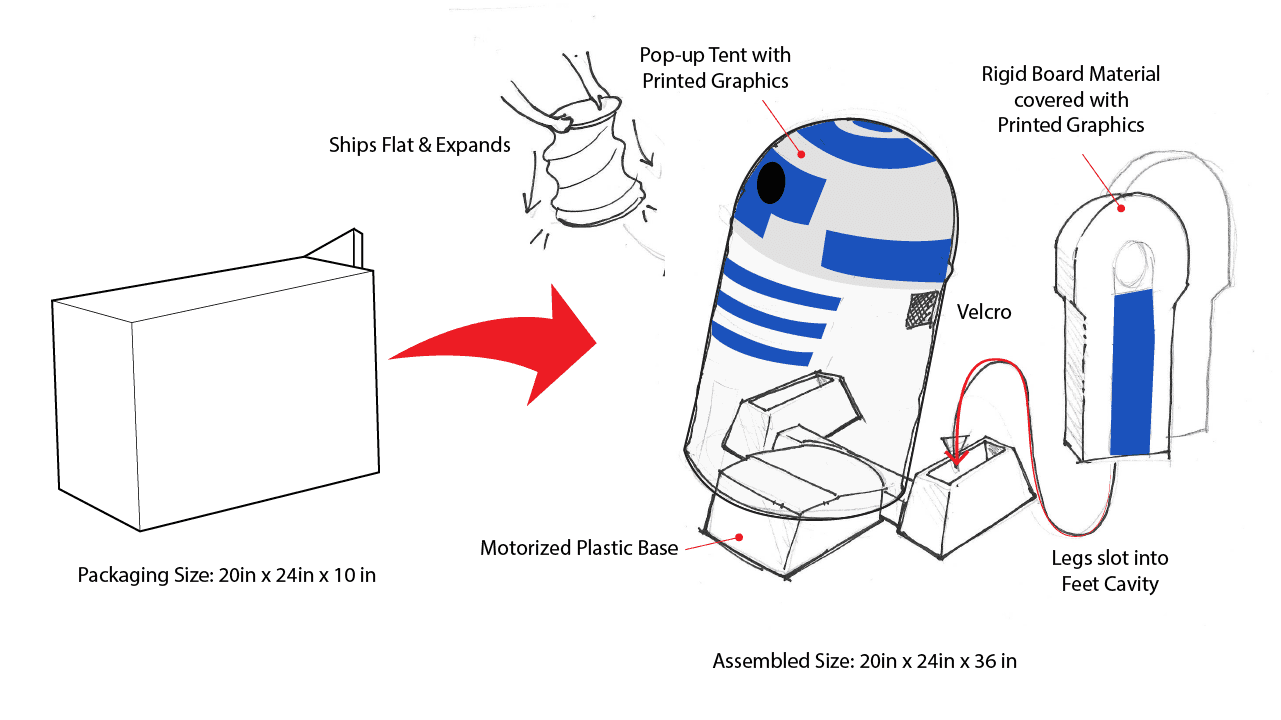 Pop-up Tent with
Printed Graphics
Rigid Board Material
covered with
Printed Graphics
Ships Flat & Expands
Velcro
Motorized Plastic Base
Legs slot into
Feet Cavity
Packaging Size: 20in x 24in x 10 in
Assembled Size: 20in x 24in x 36 in